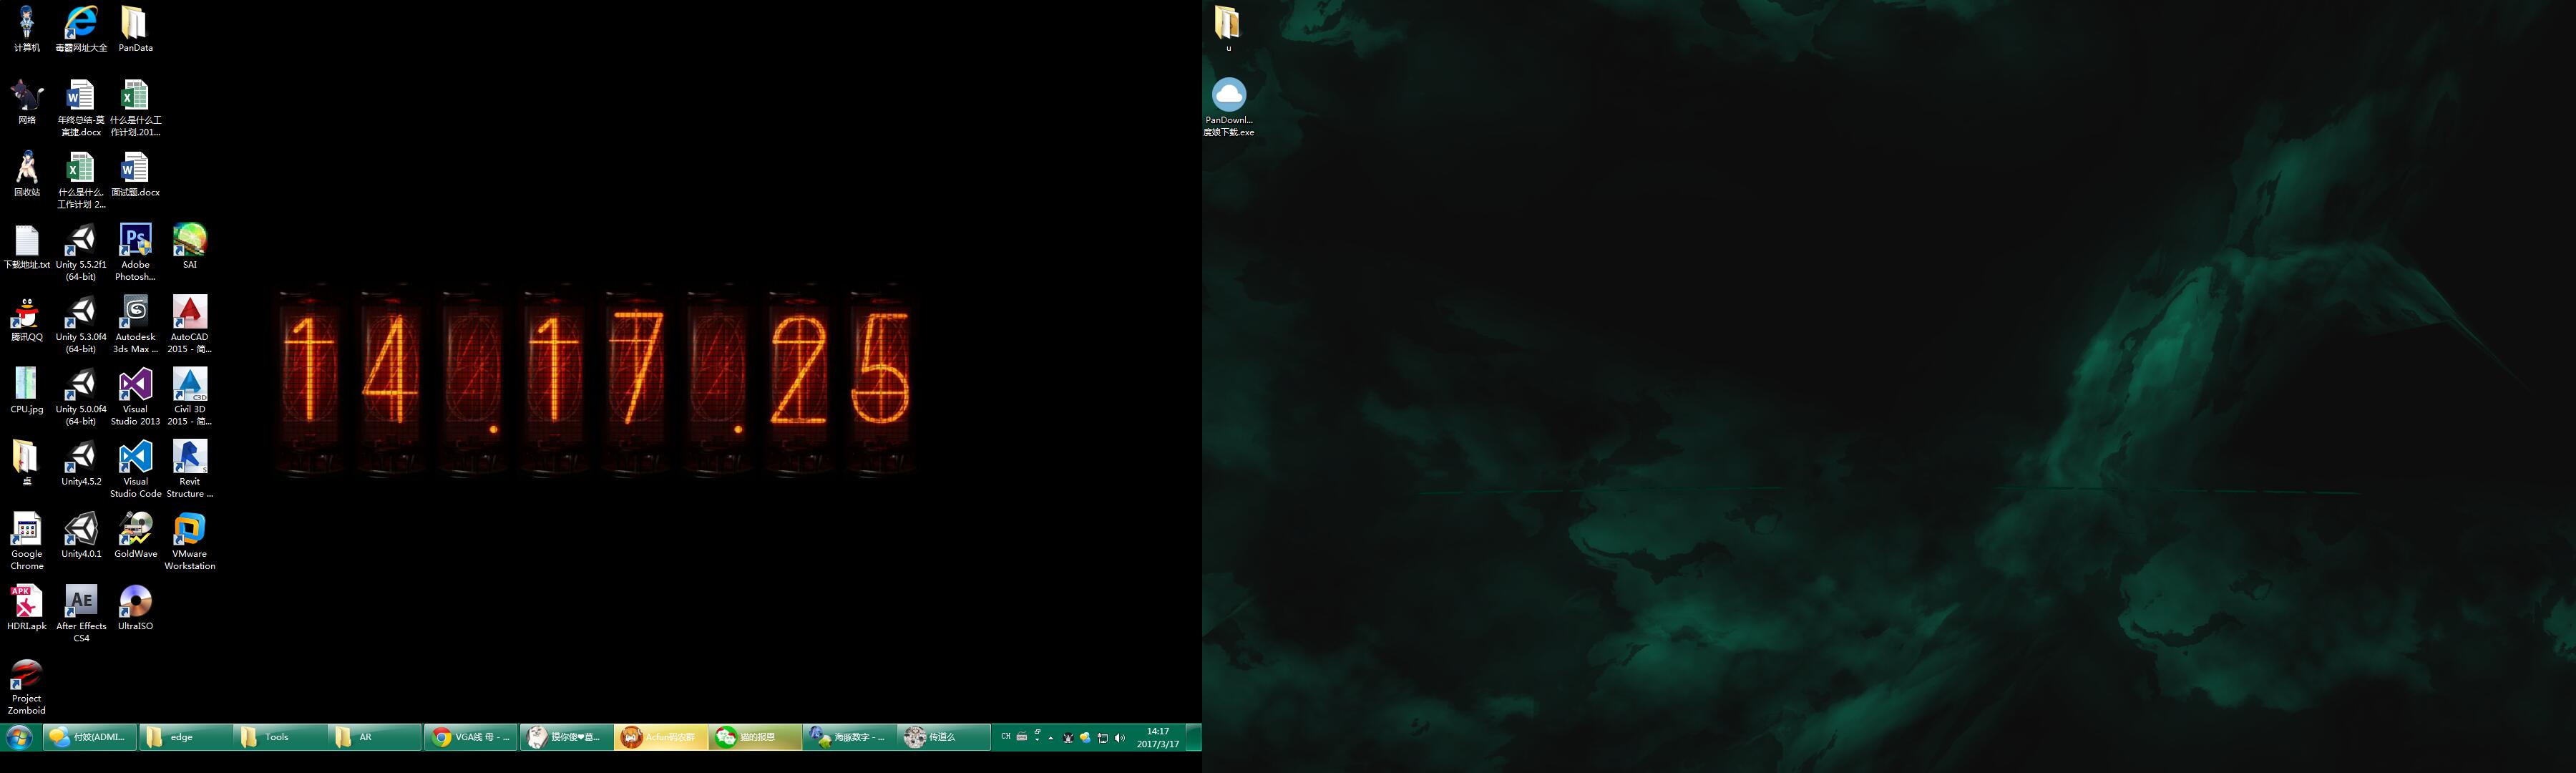 计算机
毒霸网址大全
PanData
网络
年终总结-莫
寓捷.docx
什么是什么工
作计划.201...
回收站
什么是什么.
工作计划 2...
面试题.docx
下载地址.txt
Unity 5.5.2f1
(64-bit)
Adobe
Photosh...
SAI
腾讯QQ
Unity 5.3.0f4
(64-bit)
Autodesk
3ds Max ...
AutoCAD
2015 - 简...
CPU.jpg
Unity 5.0.0f4
(64-bit)
Visual
Studio 2013
Civil 3D
2015 - 简...
桌
Unity4.5.2
Visual
Studio Code
Revit
Structure ...
Google
Chrome
Unity4.0.1
GoldWave
VMware
Workstation
HDRI.apk
After Effects
CS4
UltraISO
Project
Zomboid
14.17.25
付姣(ADMI...
edge
Tools
AR
VGA线 母 - ...
Acfun码农群
猫的报恩
海豚数字 - ...
传道么
CH
14:17
2017/3/17
u
PanDownl...
度娘下载.exe